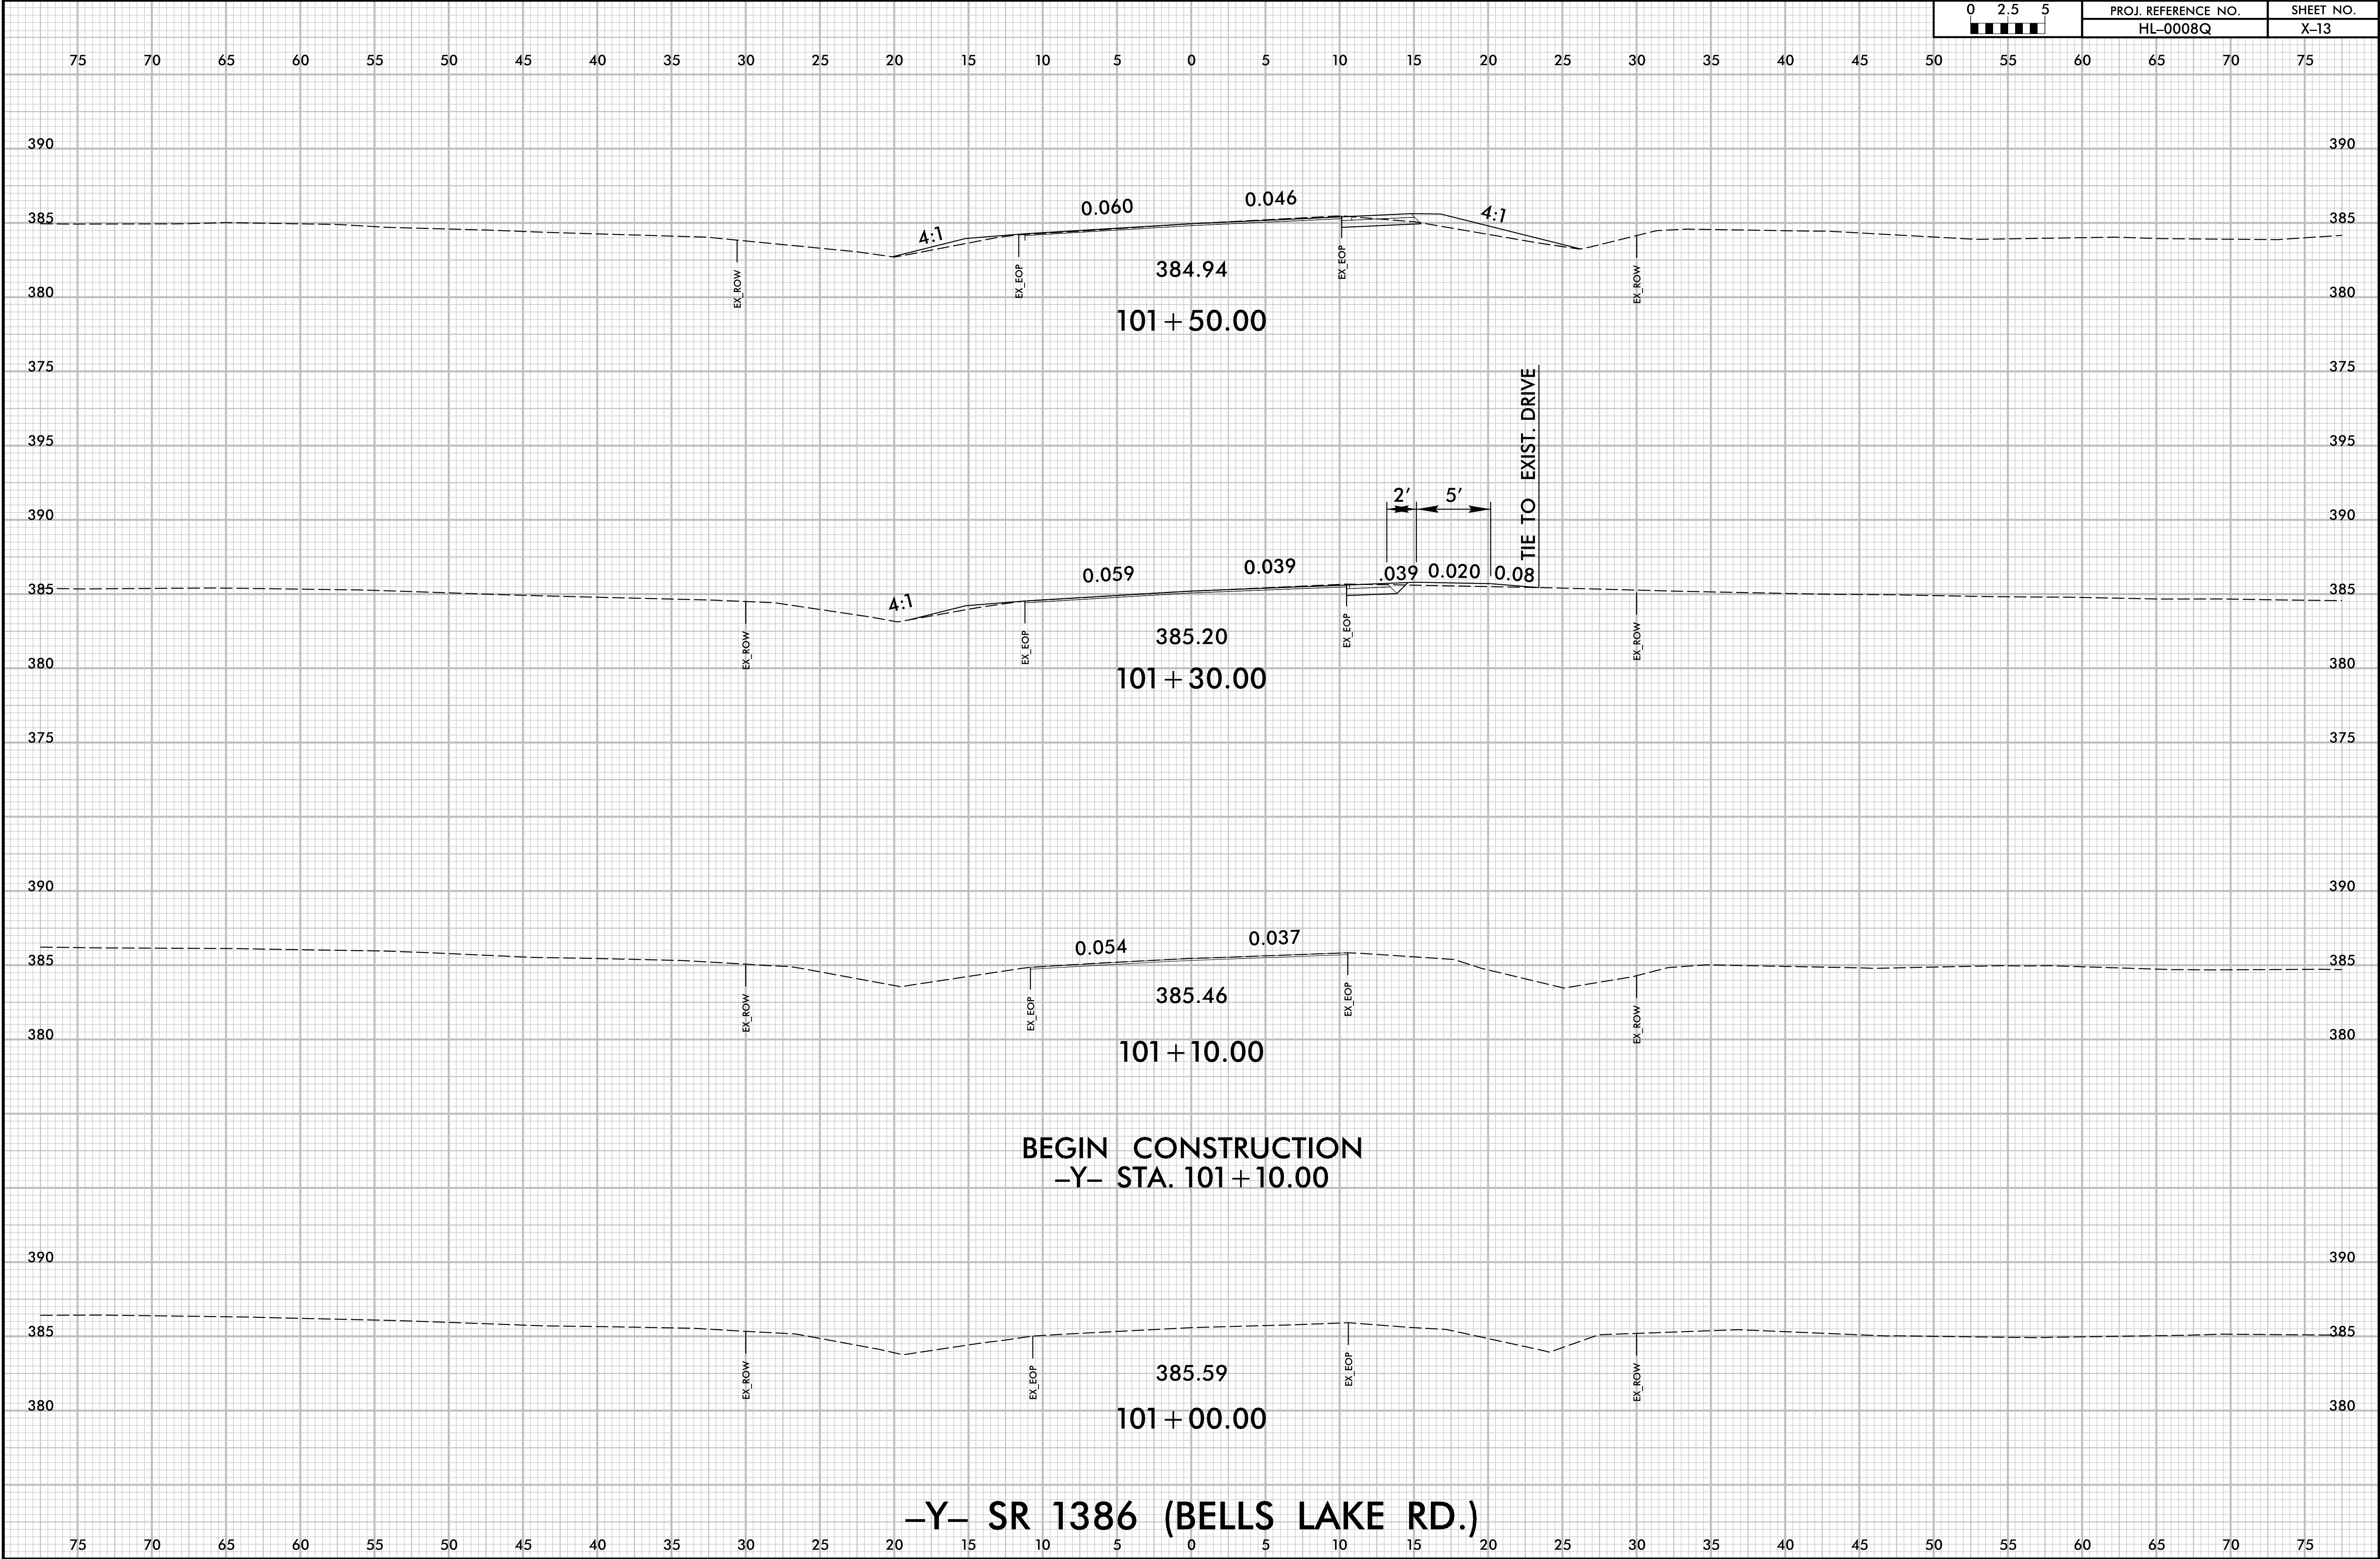 0 2.5 5
PROJ. REFERENCE NO. SHEET NO.
HL–0008Q X–13
75 70 65 60 55 50 45 40 35 30 25 20 15 10 5 0 5 10 15 20 25 30 35 40 45 50 55 60 65 70 75
390 390
0.060 0.046
385 4:1 4:1 385
EX_ROW EX_EOP 384.94 EX_EOP EX_ROW
380 380
101+50.00
375 375
TIE TO EXIST. DRIVE
395 395
2' 5'
390 390
0.059 0.039 .039 0.020 0.08
385 4:1 385
EX_ROW EX_EOP 385.20 EX_EOP EX_ROW
380 380
101+30.00
375 375
390 390
0.054 0.037
385 385
EX_ROW EX_EOP 385.46 EX_EOP EX_ROW
380 380
101+10.00
BEGIN CONSTRUCTION
–Y– STA. 101+10.00
390 390
385 385
EX_ROW EX_EOP 385.59 EX_EOP EX_ROW
380 380
101+00.00
–Y– SR 1386 (BELLS LAKE RD.)
75 70 65 60 55 50 45 40 35 30 25 20 15 10 5 0 5 10 15 20 25 30 35 40 45 50 55 60 65 70 75